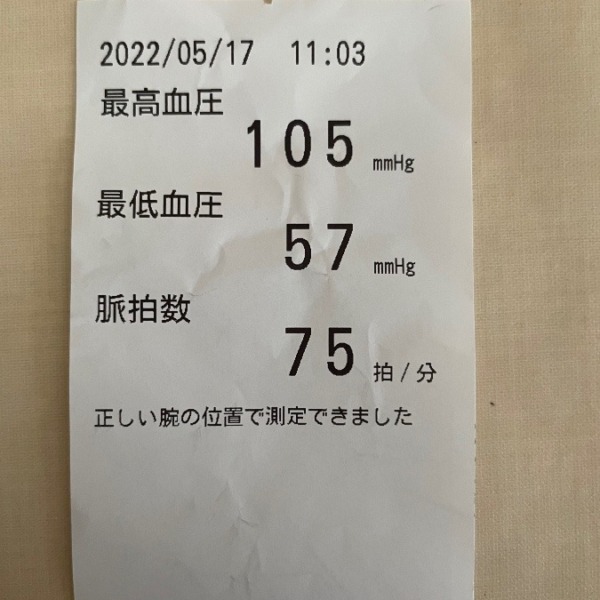 2022/05/17 11:03
最高血圧
105 mmHg
最低血圧
57 mmHg
脈拍数
75 拍/分
正しい腕の位置で測定できました